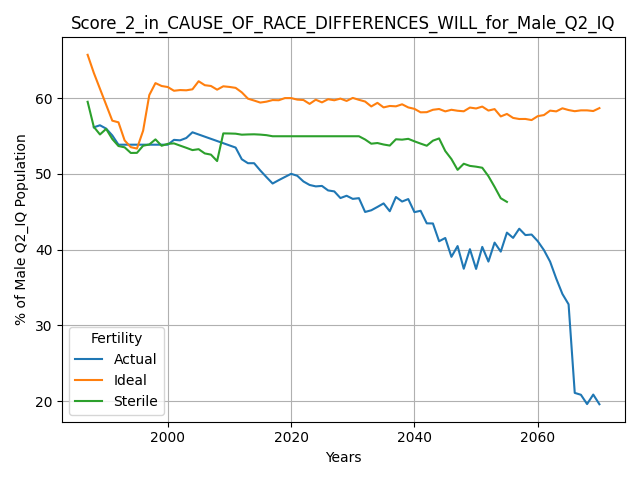 Score_2_in_CAUSE_OF_RACE_DIFFERENCES_WILL_for_Male_Q2_IQ
% of Male Q2_IQ Population
60
50
40
30
20
Fertility
Actual
Ideal
Sterile
2000 2020 2040 2060
Years